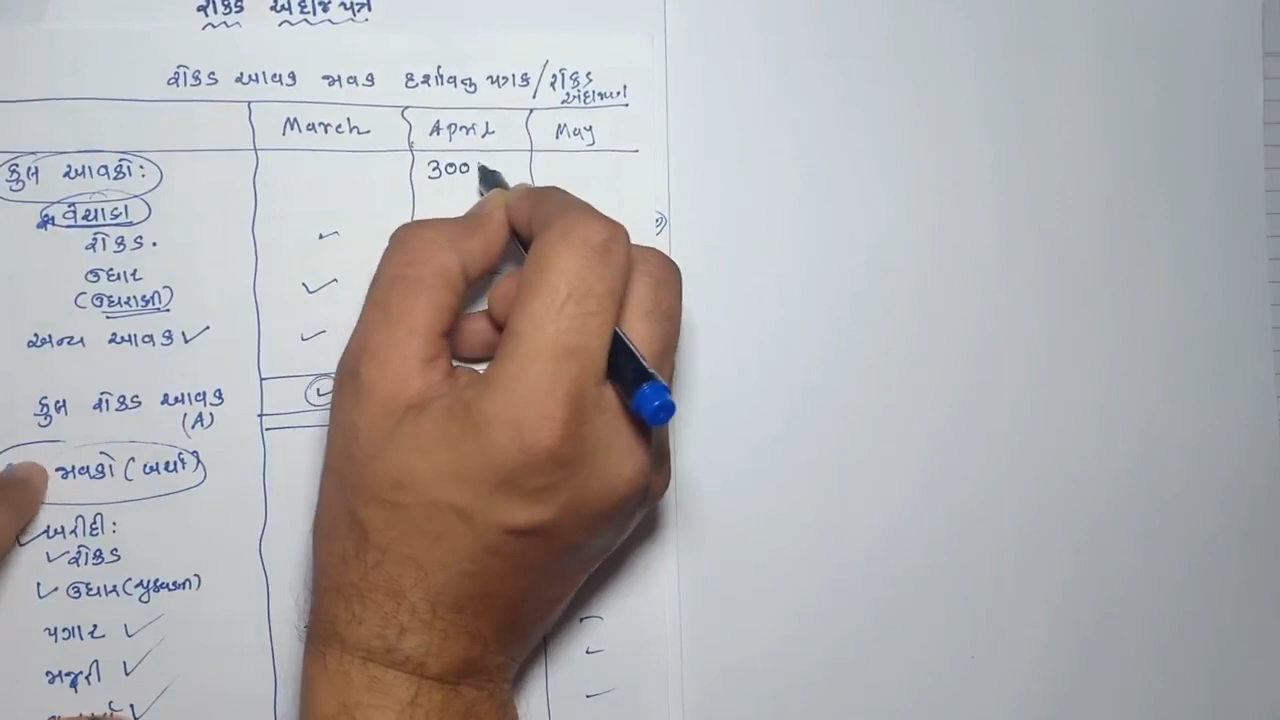 રોકડ અંદાજપત્ર
રોકડ આવક જાવક દર્શાવતુ પત્રક / રોકડ અંદાજપત્ર
March April May
કુલ આવકો: 300
વેચાણ
રોકડ.
ઉધાર
(ઉઘરાણી)
અન્ય આવક ✓
કુલ રોકડ આવક
(A)
જાવકો (ખર્ચા)
ખરીદી:
✓ રોકડ
✓ ઉધાર (ચુકવણી)
પગાર ✓
મજૂરી ✓